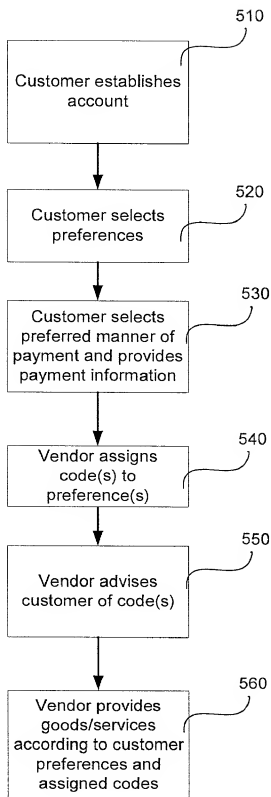 510
Customer establishes
account
520
Customer selects
preferences
530
Customer selects
preferred manner of
payment and provides
payment information
540
Vendor assigns
code(s) to
preference(s)
550
Vendor advises
customer of code(s)
560
Vendor provides
goods/services
according to customer
preferences and
assigned codes